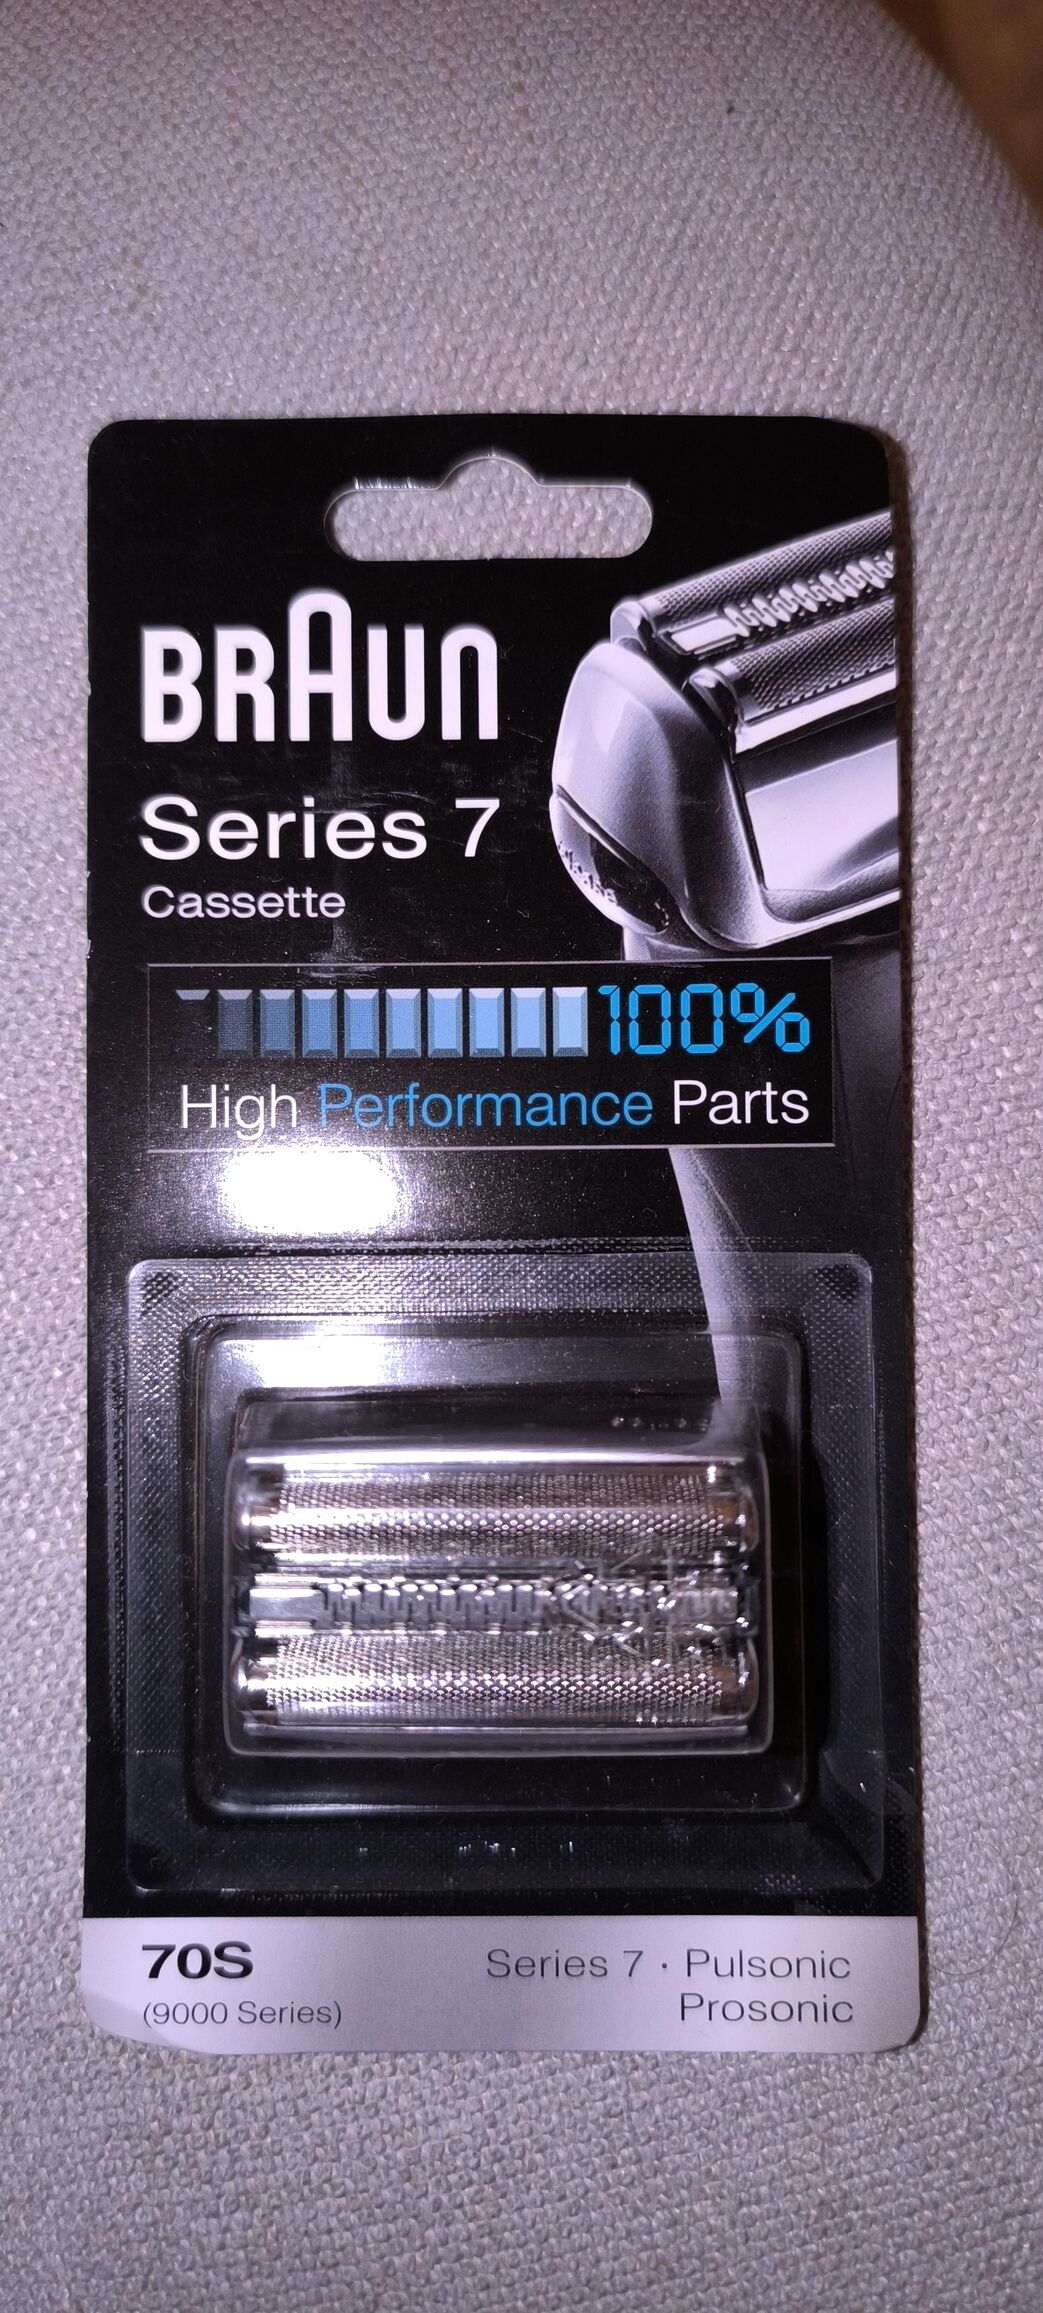 BRAUN
Series 7
Cassette
100%
High Performance Parts
70S
(9000 Series)
Series 7 · Pulsonic
Prosonic